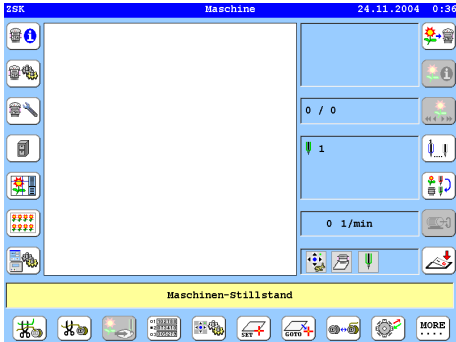 ZSK Maschine 24.11.2004 0:36
0 / 0
1
0 1/min
Maschinen-Stillstand
SET GOTO MORE